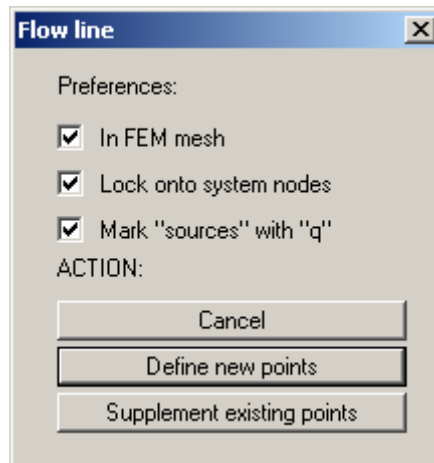 Flow line
Preferences:
In FEM mesh
Lock onto system nodes
Mark "sources" with "q"
ACTION:
Cancel
Define new points
Supplement existing points